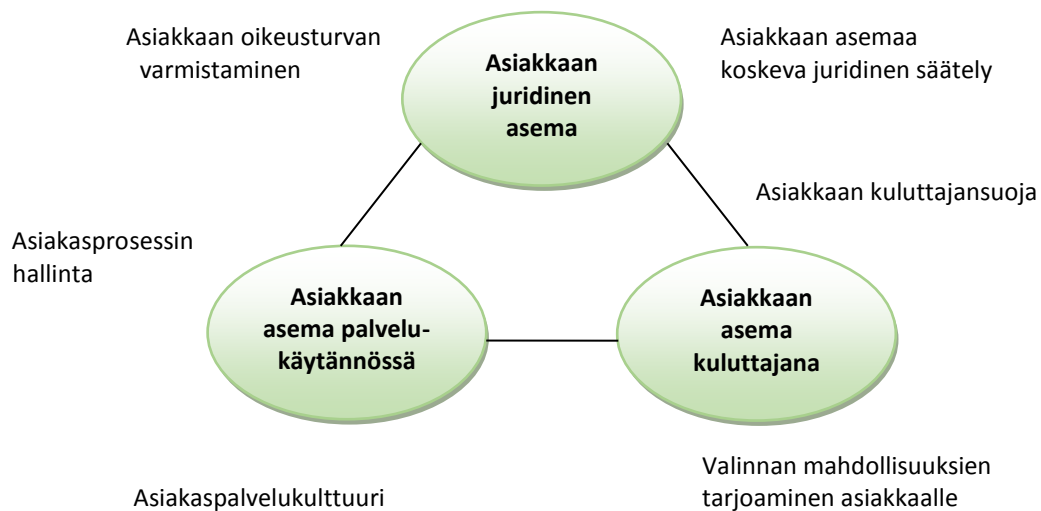 Asiakkaan oikeusturvan
varmistaminen
Asiakkaan
juridinen
asema
Asiakkaan asemaa
koskeva juridinen säätely
Asiakkaan kuluttajansuoja
Asiakasprosessin
hallinta
Asiakkaan
asema palvelu-
käytännössä
Asiakkaan
asema
kuluttajana
Asiakaspalvelukulttuuri
Valinnan mahdollisuuksien
tarjoaminen asiakkaalle